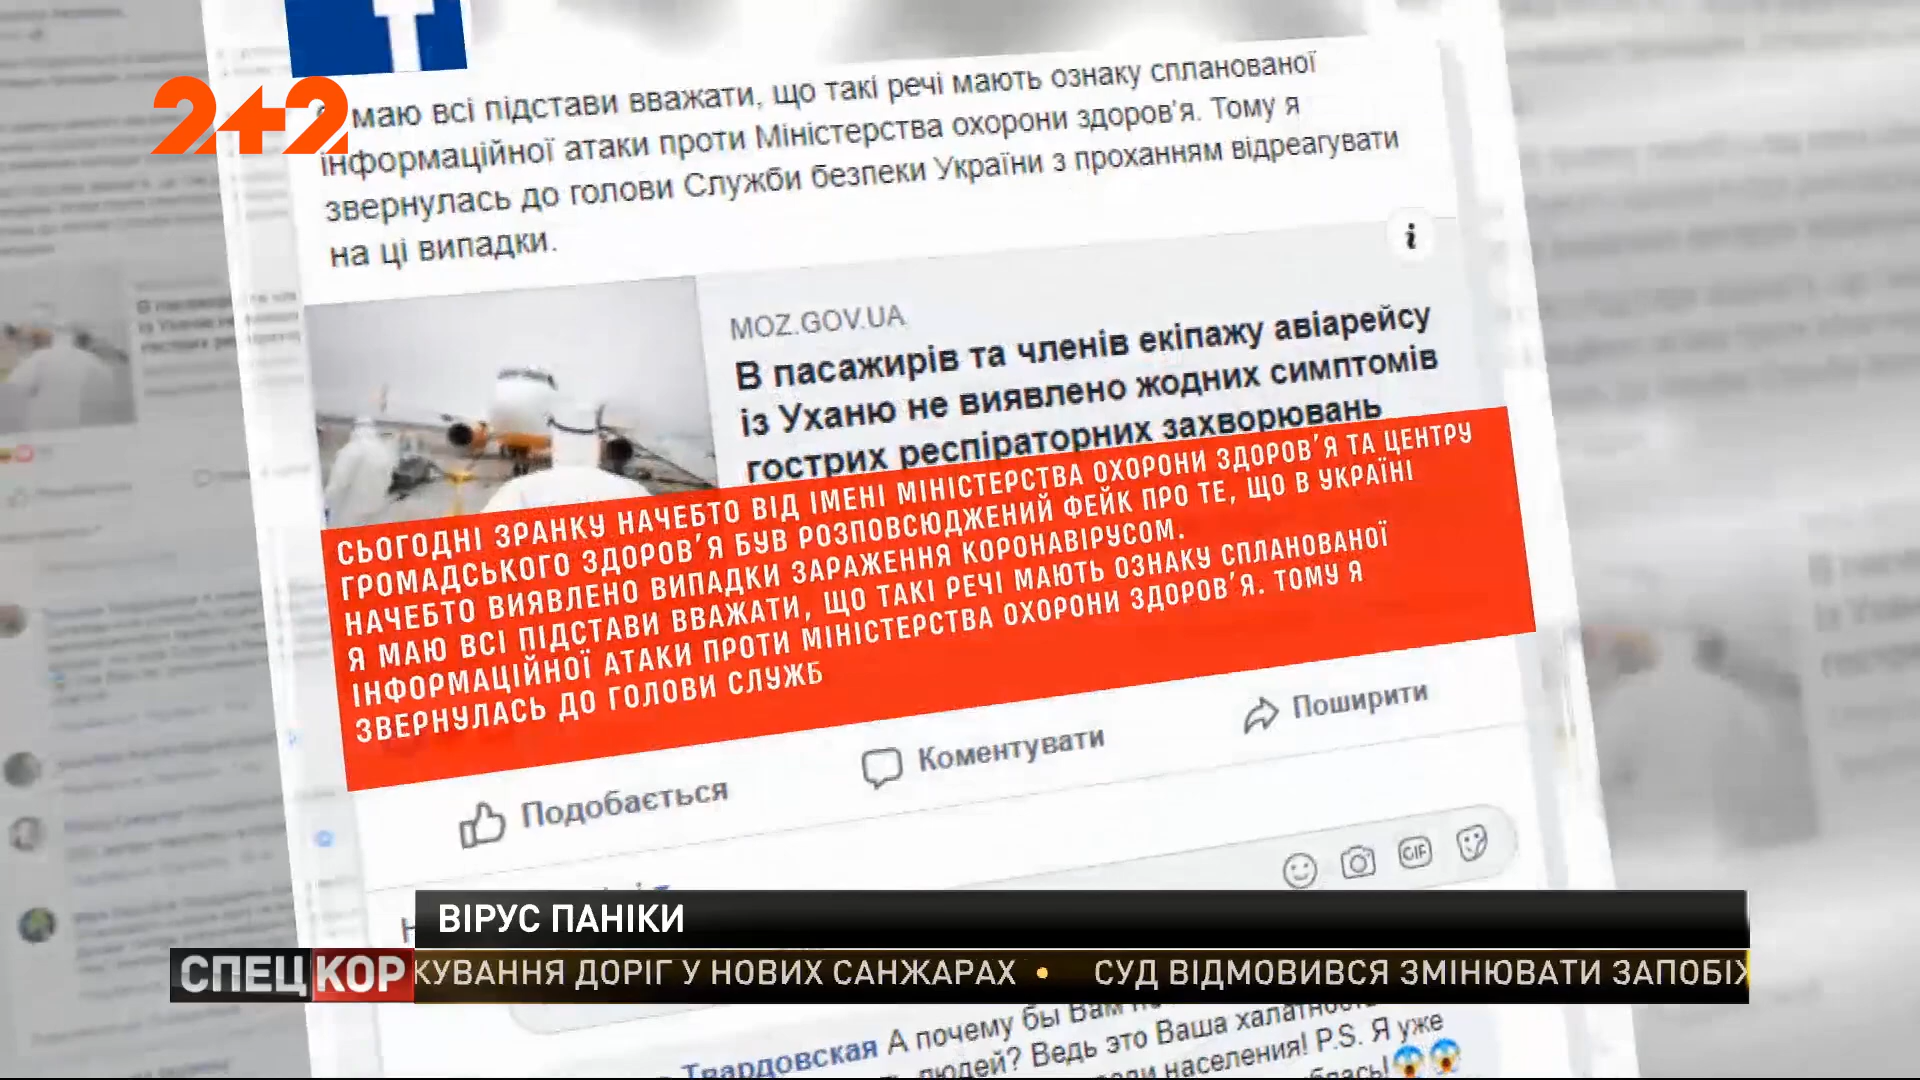 2+2
маю всі підстави вважати, що такі речі мають ознаку спланованої
інформаційної атаки проти Міністерства охорони здоров'я. Тому я
звернулась до голови Служби безпеки України з проханням відреагувати
на ці випадки.
MOZ.GOV.UA
В пасажирів та членів екіпажу авіарейсу
із Уханю не виявлено жодних симптомів
гострих респіраторних захворювань
СЬОГОДНІ ЗРАНКУ НАЧЕБТО ВІД ІМЕНІ МІНІСТЕРСТВА ОХОРОНИ ЗДОРОВ'Я ТА ЦЕНТРУ
ГРОМАДСЬКОГО ЗДОРОВ'Я БУВ РОЗПОВСЮДЖЕНИЙ ФЕЙК ПРО ТЕ, ЩО В УКРАЇНІ
НАЧЕБТО ВИЯВЛЕНО ВИПАДКИ ЗАРАЖЕННЯ КОРОНАВІРУСОМ.
Я МАЮ ВСІ ПІДСТАВИ ВВАЖАТИ, ЩО ТАКІ РЕЧІ МАЮТЬ ОЗНАКУ СПЛАНОВАНОЇ
ІНФОРМАЦІЙНОЇ АТАКИ ПРОТИ МІНІСТЕРСТВА ОХОРОНИ ЗДОРОВ'Я. ТОМУ Я
ЗВЕРНУЛАСЬ ДО ГОЛОВИ СЛУЖБ
Подобається
Коментувати
Поширити
GIF
ВІРУС ПАНІКИ
СПЕЦКОР
КУВАННЯ ДОРІГ У НОВИХ САНЖАРАХ • СУД ВІДМОВИВСЯ ЗМІНЮВАТИ ЗАПОБІЖ
Твардовская А почему бы Вам
людей? Ведь это Ваша халатность
населения! P.S. Я уже